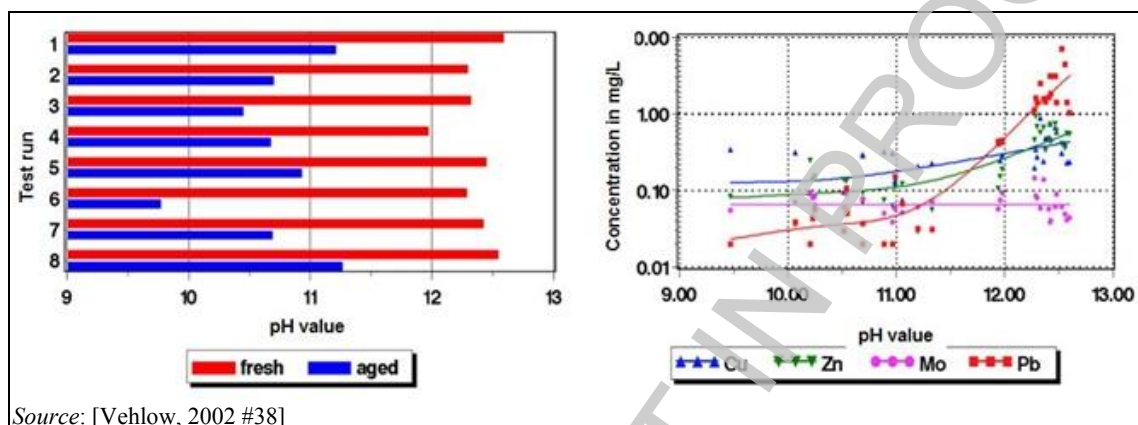 Test run
1
2
3
4
5
6
7
8
9 10 11 12 13
pH value
fresh aged
Concentration in mg/L
0.00
1.00
0.10
0.01
9.00 10.00 11.00 12.00 13.00
pH value
Cu Zn Mo Pb
Source: [Vehlow, 2002 #38]
T IN PROG